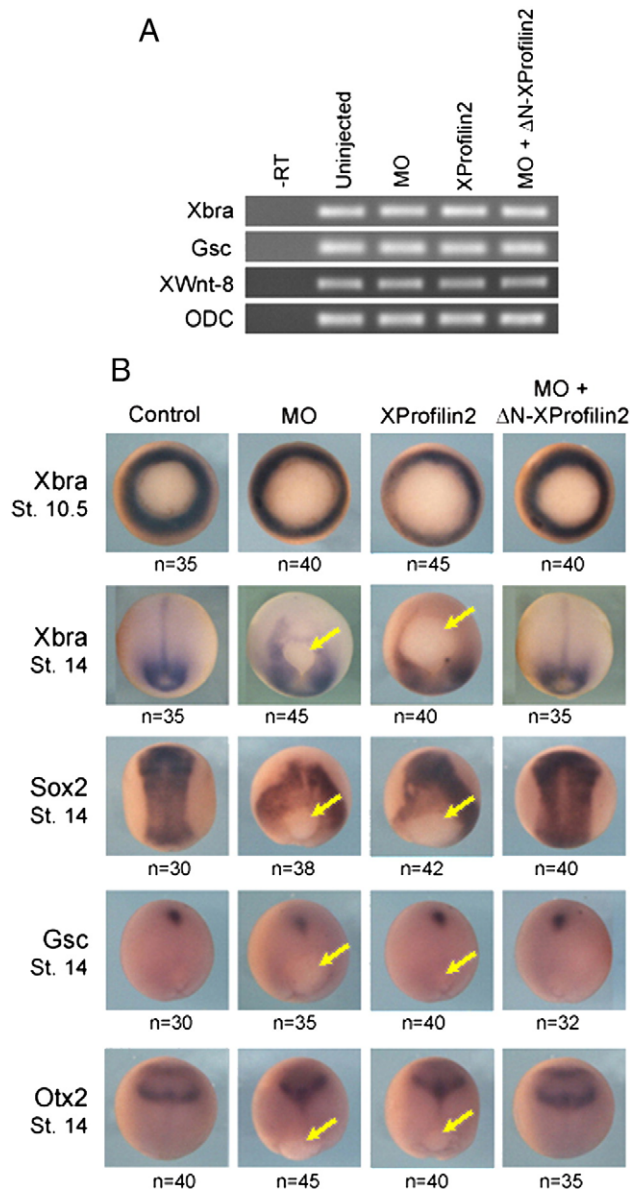 A
-RT
Uninjected
MO
XProfilin2
MO + ΔN-XProfilin2
Xbra
Gsc
XWnt-8
ODC
B
Control
MO
XProfilin2
MO +
ΔN-XProfilin2
Xbra
St. 10.5
n=35
n=40
n=45
n=40
Xbra
St. 14
n=35
n=45
n=40
n=35
Sox2
St. 14
n=30
n=38
n=42
n=40
Gsc
St. 14
n=30
n=35
n=40
n=32
Otx2
St. 14
n=40
n=45
n=40
n=35